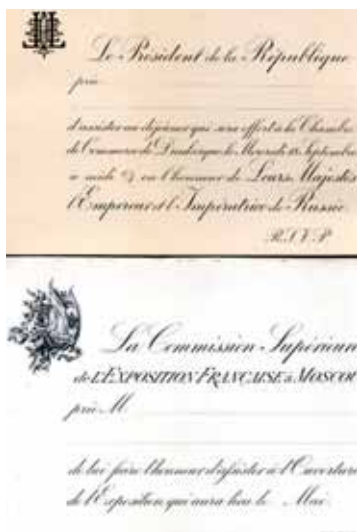 Le Président de la République
prie
d'assister au déjeuner qui sera offert à la Chambre
de Commerce de Dunkerque le Mercredi 18 Septembre
à midi ¾ en l'honneur de Leurs Majestés
l'Empereur et l'Impératrice de Russie
R.S.V.P.
La Commission Supérieure
de L'EXPOSITION FRANÇAISE à MOSCOU
prie M.
de lui faire l'honneur d'assister à l'Ouverture
de l'Exposition qui aura lieu le Mai